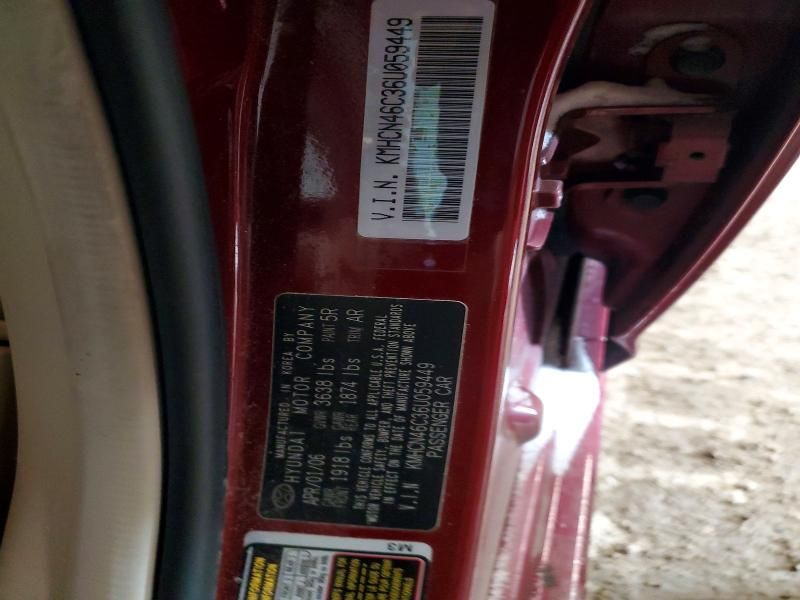 V.I.N. KMHCN46C36U059449
MANUFACTURED IN KOREA BY
HYUNDAI MOTOR COMPANY
APR/01/06 GVWR 3638 lbs PAINT 5R
GAWR FRONT 1918 lbs GAWR REAR 1874 lbs TRIM AR
THIS VEHICLE CONFORMS TO ALL APPLICABLE U.S.A. FEDERAL
MOTOR VEHICLE SAFETY, BUMPER, AND THEFT PREVENTION STANDARDS
IN EFFECT ON THE DATE OF MANUFACTURE SHOWN ABOVE
V.I.N KMHCN46C36U059449
PASSENGER CAR
M3
INFORMATION